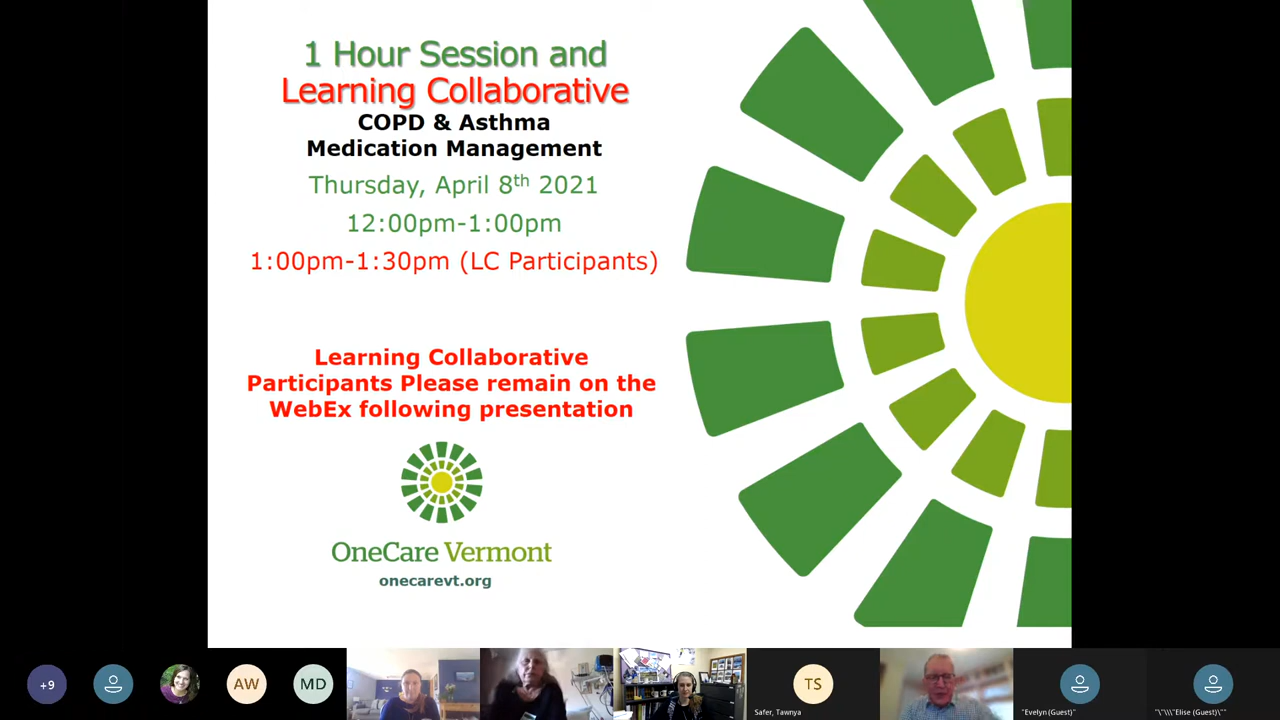 1 Hour Session and
Learning Collaborative
COPD & Asthma
Medication Management
Thursday, April 8th 2021
12:00pm-1:00pm
1:00pm-1:30pm (LC Participants)
Learning Collaborative
Participants Please remain on the
WebEx following presentation
OneCare Vermont
onecarevt.org
+9
AW
MD
TS
Safer, Tawnya
"Evelyn (Guest)"
"\"\\\"Elise (Guest)\""